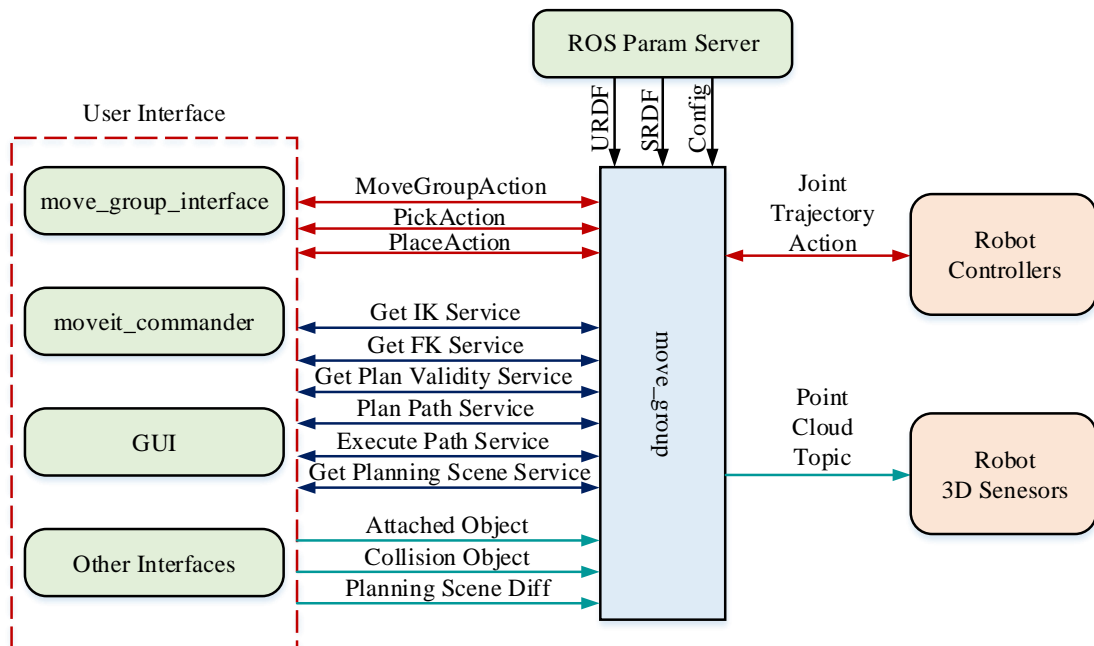 ROS Param Server
URDF
SRDF
Config
User Interface
move_group_interface
moveit_commander
GUI
Other Interfaces
MoveGroupAction
PickAction
PlaceAction
Get IK Service
Get FK Service
Get Plan Validity Service
Plan Path Service
Execute Path Service
Get Planning Scene Service
Attached Object
Collision Object
Planning Scene Diff
move_group
Joint
Trajectory
Action
Robot
Controllers
Point
Cloud
Topic
Robot
3D Senesors